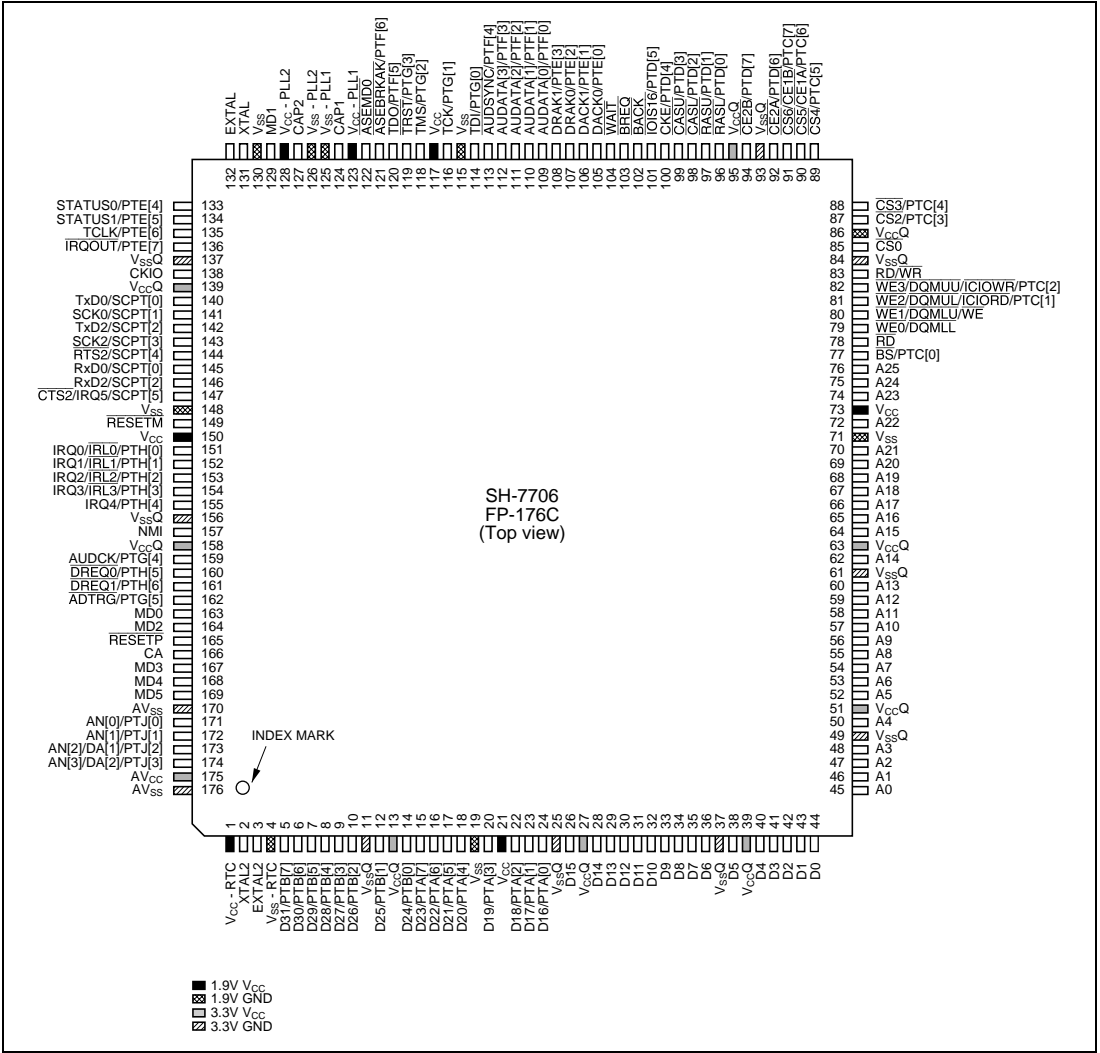 EXTAL 132
XTAL 131
VSS 130
MD1 129
VCC - PLL2 128
CAP2 127
VSS - PLL2 126
VSS - PLL1 125
CAP1 124
VCC - PLL1 123
ASEMD0 122
ASEBRKAK/PTF[6] 121
TDO/PTF[5] 120
TRST/PTG[3] 119
TMS/PTG[2] 118
VCC 117
TCK/PTG[1] 116
VSS 115
TDI/PTG[0] 114
AUDSYNC/PTF[4] 113
AUDATA[3]/PTF[3] 112
AUDATA[2]/PTF[2] 111
AUDATA[1]/PTF[1] 110
AUDATA[0]/PTF[0] 109
DRAK1/PTE[3] 108
DRAK0/PTE[2] 107
DACK1/PTE[1] 106
DACK0/PTE[0] 105
WAIT 104
BREQ 103
BACK 102
IOIS16/PTD[5] 101
CKE/PTD[4] 100
CASU/PTD[3] 99
CASL/PTD[2] 98
RASU/PTD[1] 97
RASL/PTD[0] 96
VCCQ 95
CE2B/PTD[7] 94
VSSQ 93
CE2A/PTD[6] 92
CS6/CE1B/PTC[7] 91
CS5/CE1A/PTC[6] 90
CS4/PTC[5] 89
STATUS0/PTE[4] 133
STATUS1/PTE[5] 134
TCLK/PTE[6] 135
IRQOUT/PTE[7] 136
VSSQ 137
CKIO 138
VCCQ 139
TxD0/SCPT[0] 140
SCK0/SCPT[1] 141
TxD2/SCPT[2] 142
SCK2/SCPT[3] 143
RTS2/SCPT[4] 144
RxD0/SCPT[0] 145
RxD2/SCPT[2] 146
CTS2/IRQ5/SCPT[5] 147
VSS 148
RESETM 149
VCC 150
IRQ0/IRL0/PTH[0] 151
IRQ1/IRL1/PTH[1] 152
IRQ2/IRL2/PTH[2] 153
IRQ3/IRL3/PTH[3] 154
IRQ4/PTH[4] 155
VSSQ 156
NMI 157
VCCQ 158
AUDCK/PTG[4] 159
DREQ0/PTH[5] 160
DREQ1/PTH[6] 161
ADTRG/PTG[5] 162
MD0 163
MD2 164
RESETP 165
CA 166
MD3 167
MD4 168
MD5 169
AVSS 170
AN[0]/PTJ[0] 171
AN[1]/PTJ[1] 172
AN[2]/DA[1]/PTJ[2] 173
AN[3]/DA[2]/PTJ[3] 174
AVCC 175
AVSS 176
SH-7706
FP-176C
(Top view)
INDEX MARK
88 CS3/PTC[4]
87 CS2/PTC[3]
86 VCCQ
85 CS0
84 VSSQ
83 RD/WR
82 WE3/DQMUU/ICIOWR/PTC[2]
81 WE2/DQMUL/ICIORD/PTC[1]
80 WE1/DQMLU/WE
79 WE0/DQMLL
78 RD
77 BS/PTC[0]
76 A25
75 A24
74 A23
73 VCC
72 A22
71 VSS
70 A21
69 A20
68 A19
67 A18
66 A17
65 A16
64 A15
63 VCCQ
62 A14
61 VSSQ
60 A13
59 A12
58 A11
57 A10
56 A9
55 A8
54 A7
53 A6
52 A5
51 VCCQ
50 A4
49 VSSQ
48 A3
47 A2
46 A1
45 A0
1 VCC - RTC
2 XTAL2
3 EXTAL2
4 VSS - RTC
5 D31/PTB[7]
6 D30/PTB[6]
7 D29/PTB[5]
8 D28/PTB[4]
9 D27/PTB[3]
10 D26/PTB[2]
11 VSSQ
12 D25/PTB[1]
13 VCCQ
14 D24/PTB[0]
15 D23/PTA[7]
16 D22/PTA[6]
17 D21/PTA[5]
18 D20/PTA[4]
19 VSS
20 D19/PTA[3]
21 VCC
22 D18/PTA[2]
23 D17/PTA[1]
24 D16/PTA[0]
25 VSSQ
26 D15
27 VCCQ
28 D14
29 D13
30 D12
31 D11
32 D10
33 D9
34 D8
35 D7
36 D6
37 VSSQ
38 D5
39 VCCQ
40 D4
41 D3
42 D2
43 D1
44 D0
1.9V VCC
1.9V GND
3.3V VCC
3.3V GND